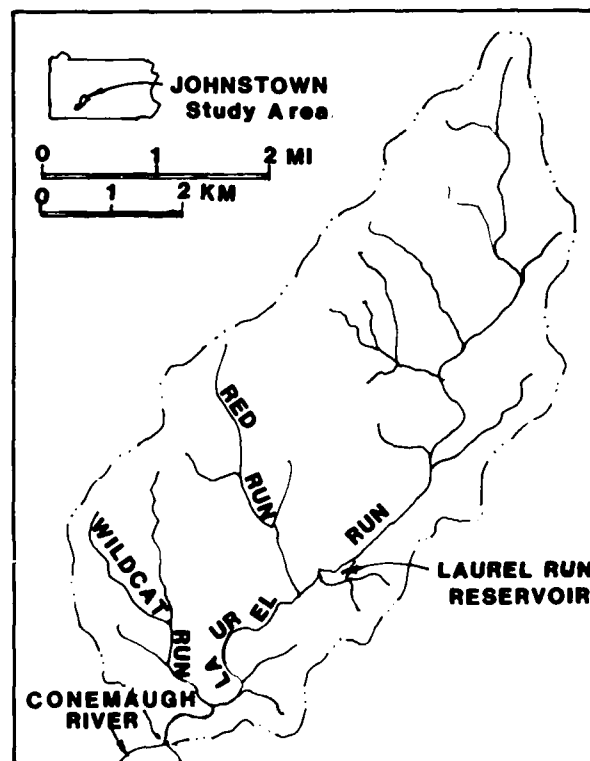 JOHNSTOWN
Study Area
0 1 2 MI
0 1 2 KM
RED
RUN
RUN
WILDCAT
RUN
LAUREL
LAUREL RUN
RESERVOIR
CONEMAUGH
RIVER